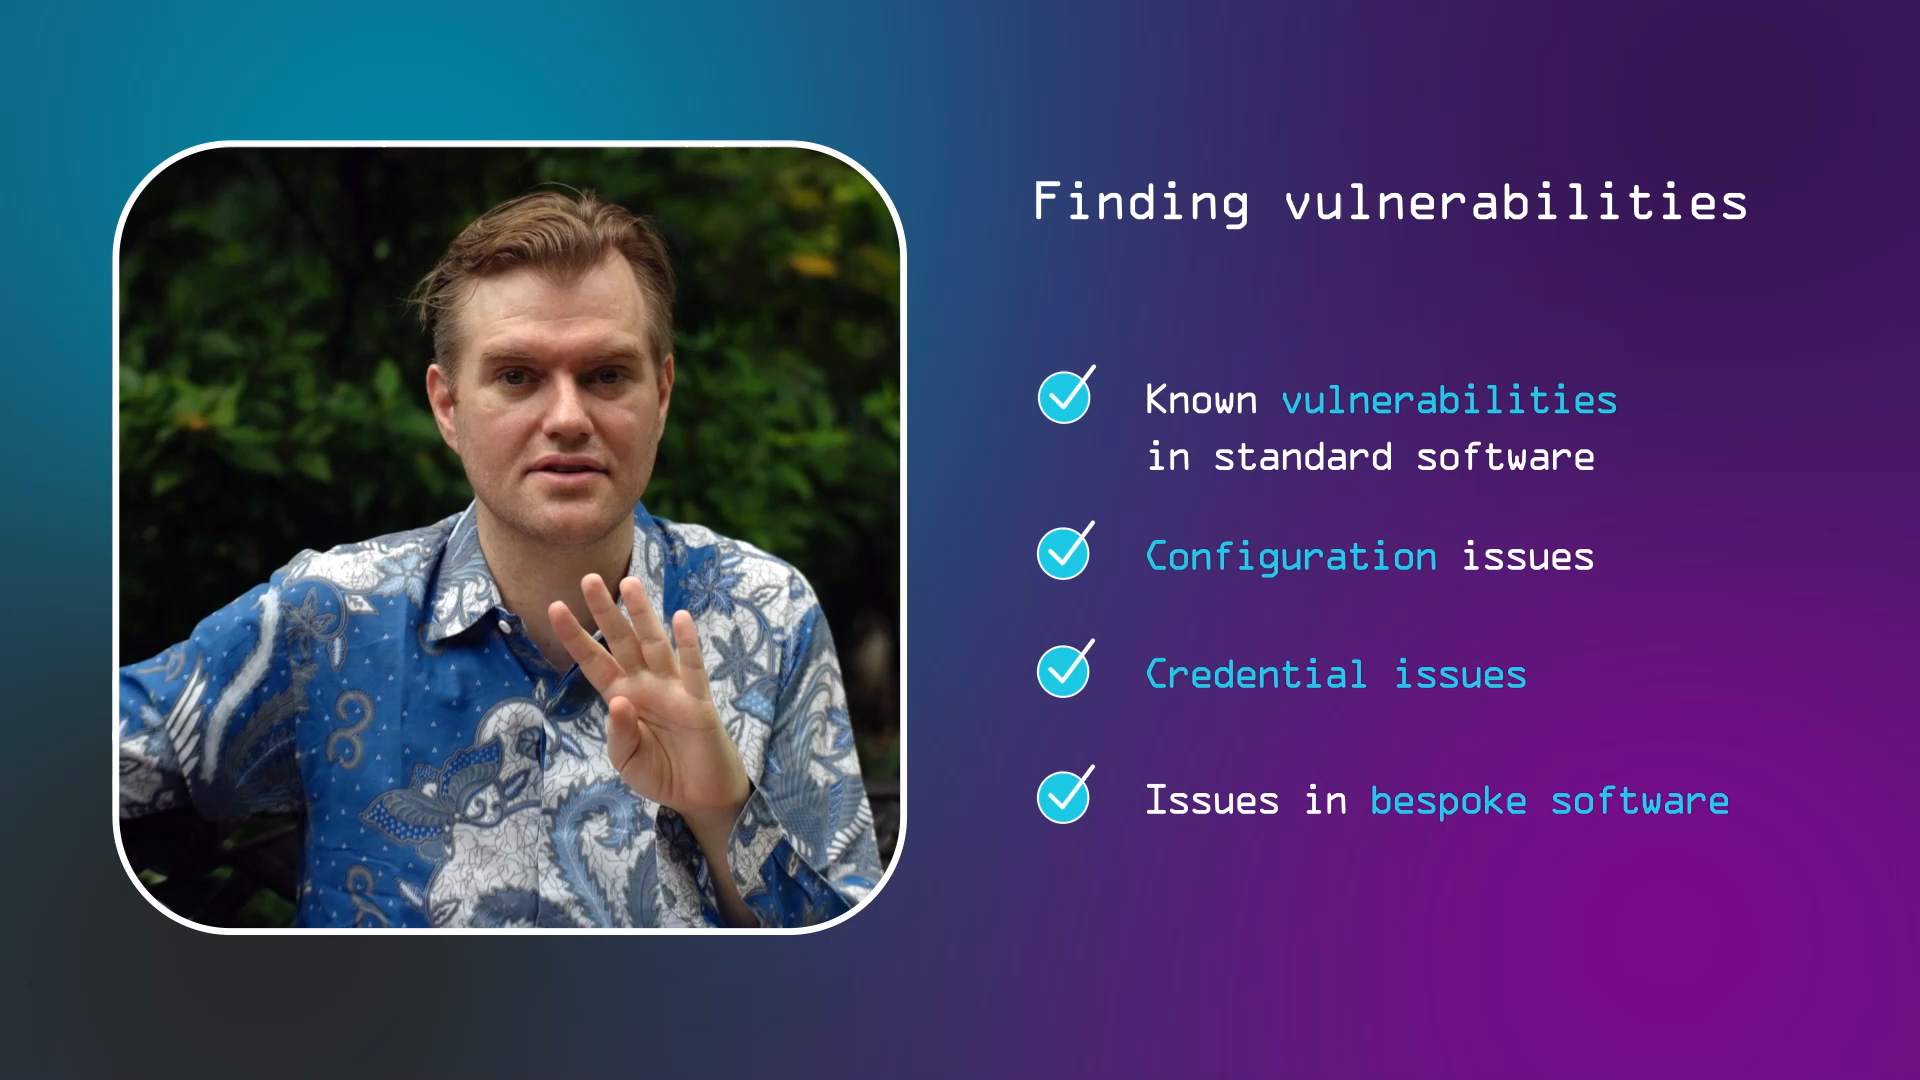 Finding vulnerabilities
Known vulnerabilities
in standard software
Configuration issues
Credential issues
Issues in bespoke software